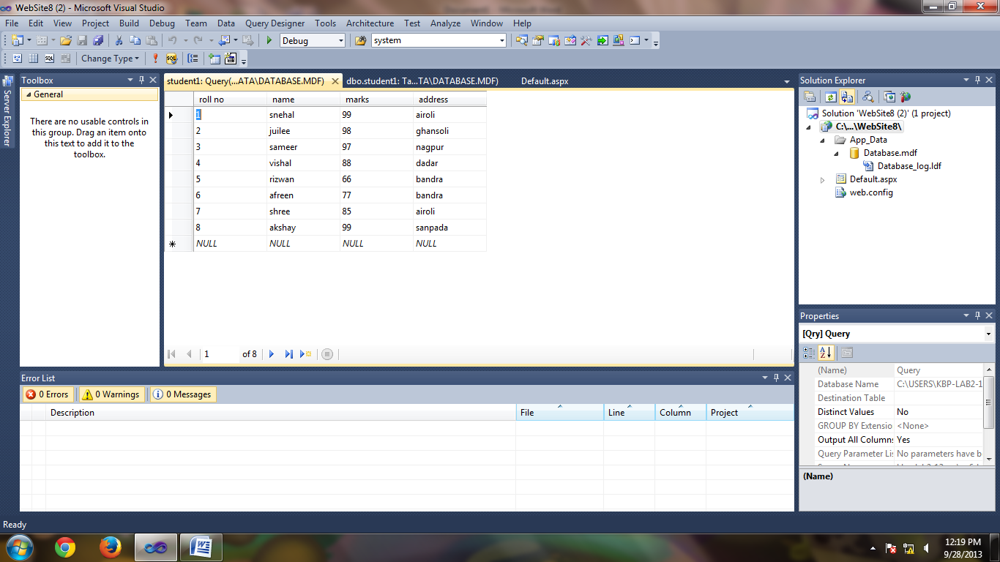 WebSite8 (2) - Microsoft Visual Studio
File Edit View Project Build Debug Team Data Query Designer Tools Architecture Test Analyze Window Help
Debug system
SQL Change Type SQL
Server Explorer
Toolbox
General
There are no usable controls in
this group. Drag an item onto
this text to add it to the
toolbox.
student1: Query(...ATA\DATABASE.MDF) dbo.student1: Ta...TA\DATABASE.MDF) Default.aspx
roll no name marks address
1 snehal 99 airoli
2 juilee 98 ghansoli
3 sameer 97 nagpur
4 vishal 88 dadar
5 rizwan 66 bandra
6 afreen 77 bandra
7 shree 85 airoli
8 akshay 99 sanpada
NULL NULL NULL NULL
1 of 8
Solution Explorer
Solution 'WebSite8 (2)' (1 project)
C:\...\WebSite8\
App_Data
Database.mdf
Database_log.ldf
Default.aspx
web.config
Properties
[Qry] Query
(Name) Query
Database Name C:\USERS\KBP-LAB2-1
Destination Table
Distinct Values No
GROUP BY Extensio <None>
Output All Columns Yes
Query Parameter Lis No parameters have b
(Name)
Error List
0 Errors 0 Warnings 0 Messages
Description File Line Column Project
Ready
12:19 PM
9/28/2013